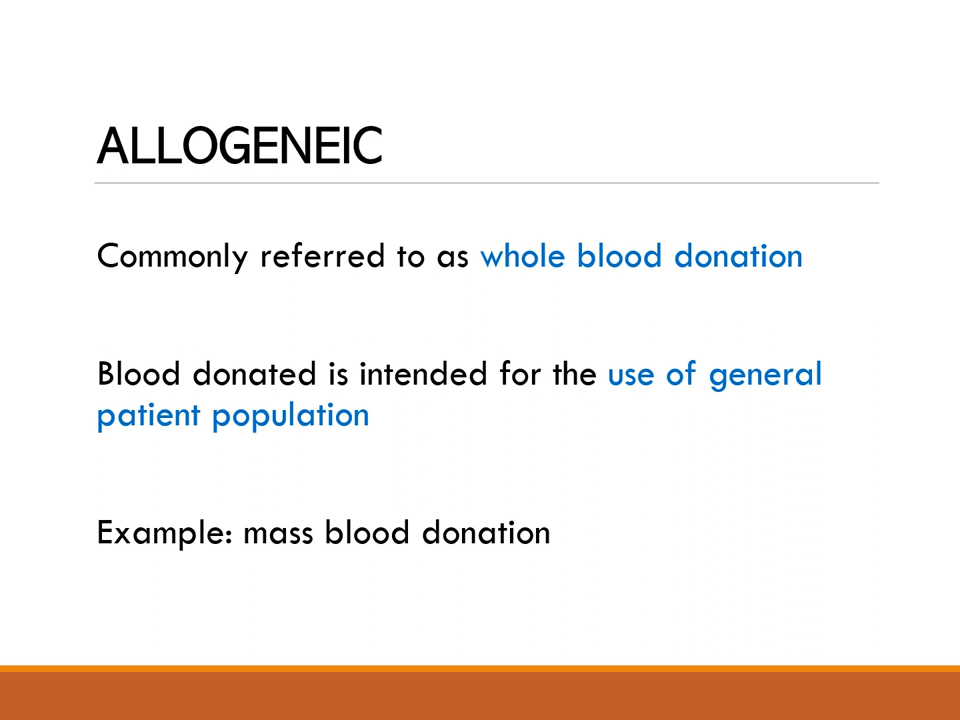 ALLOGENEIC
Commonly referred to as whole blood donation
Blood donated is intended for the use of general
patient population
Example: mass blood donation